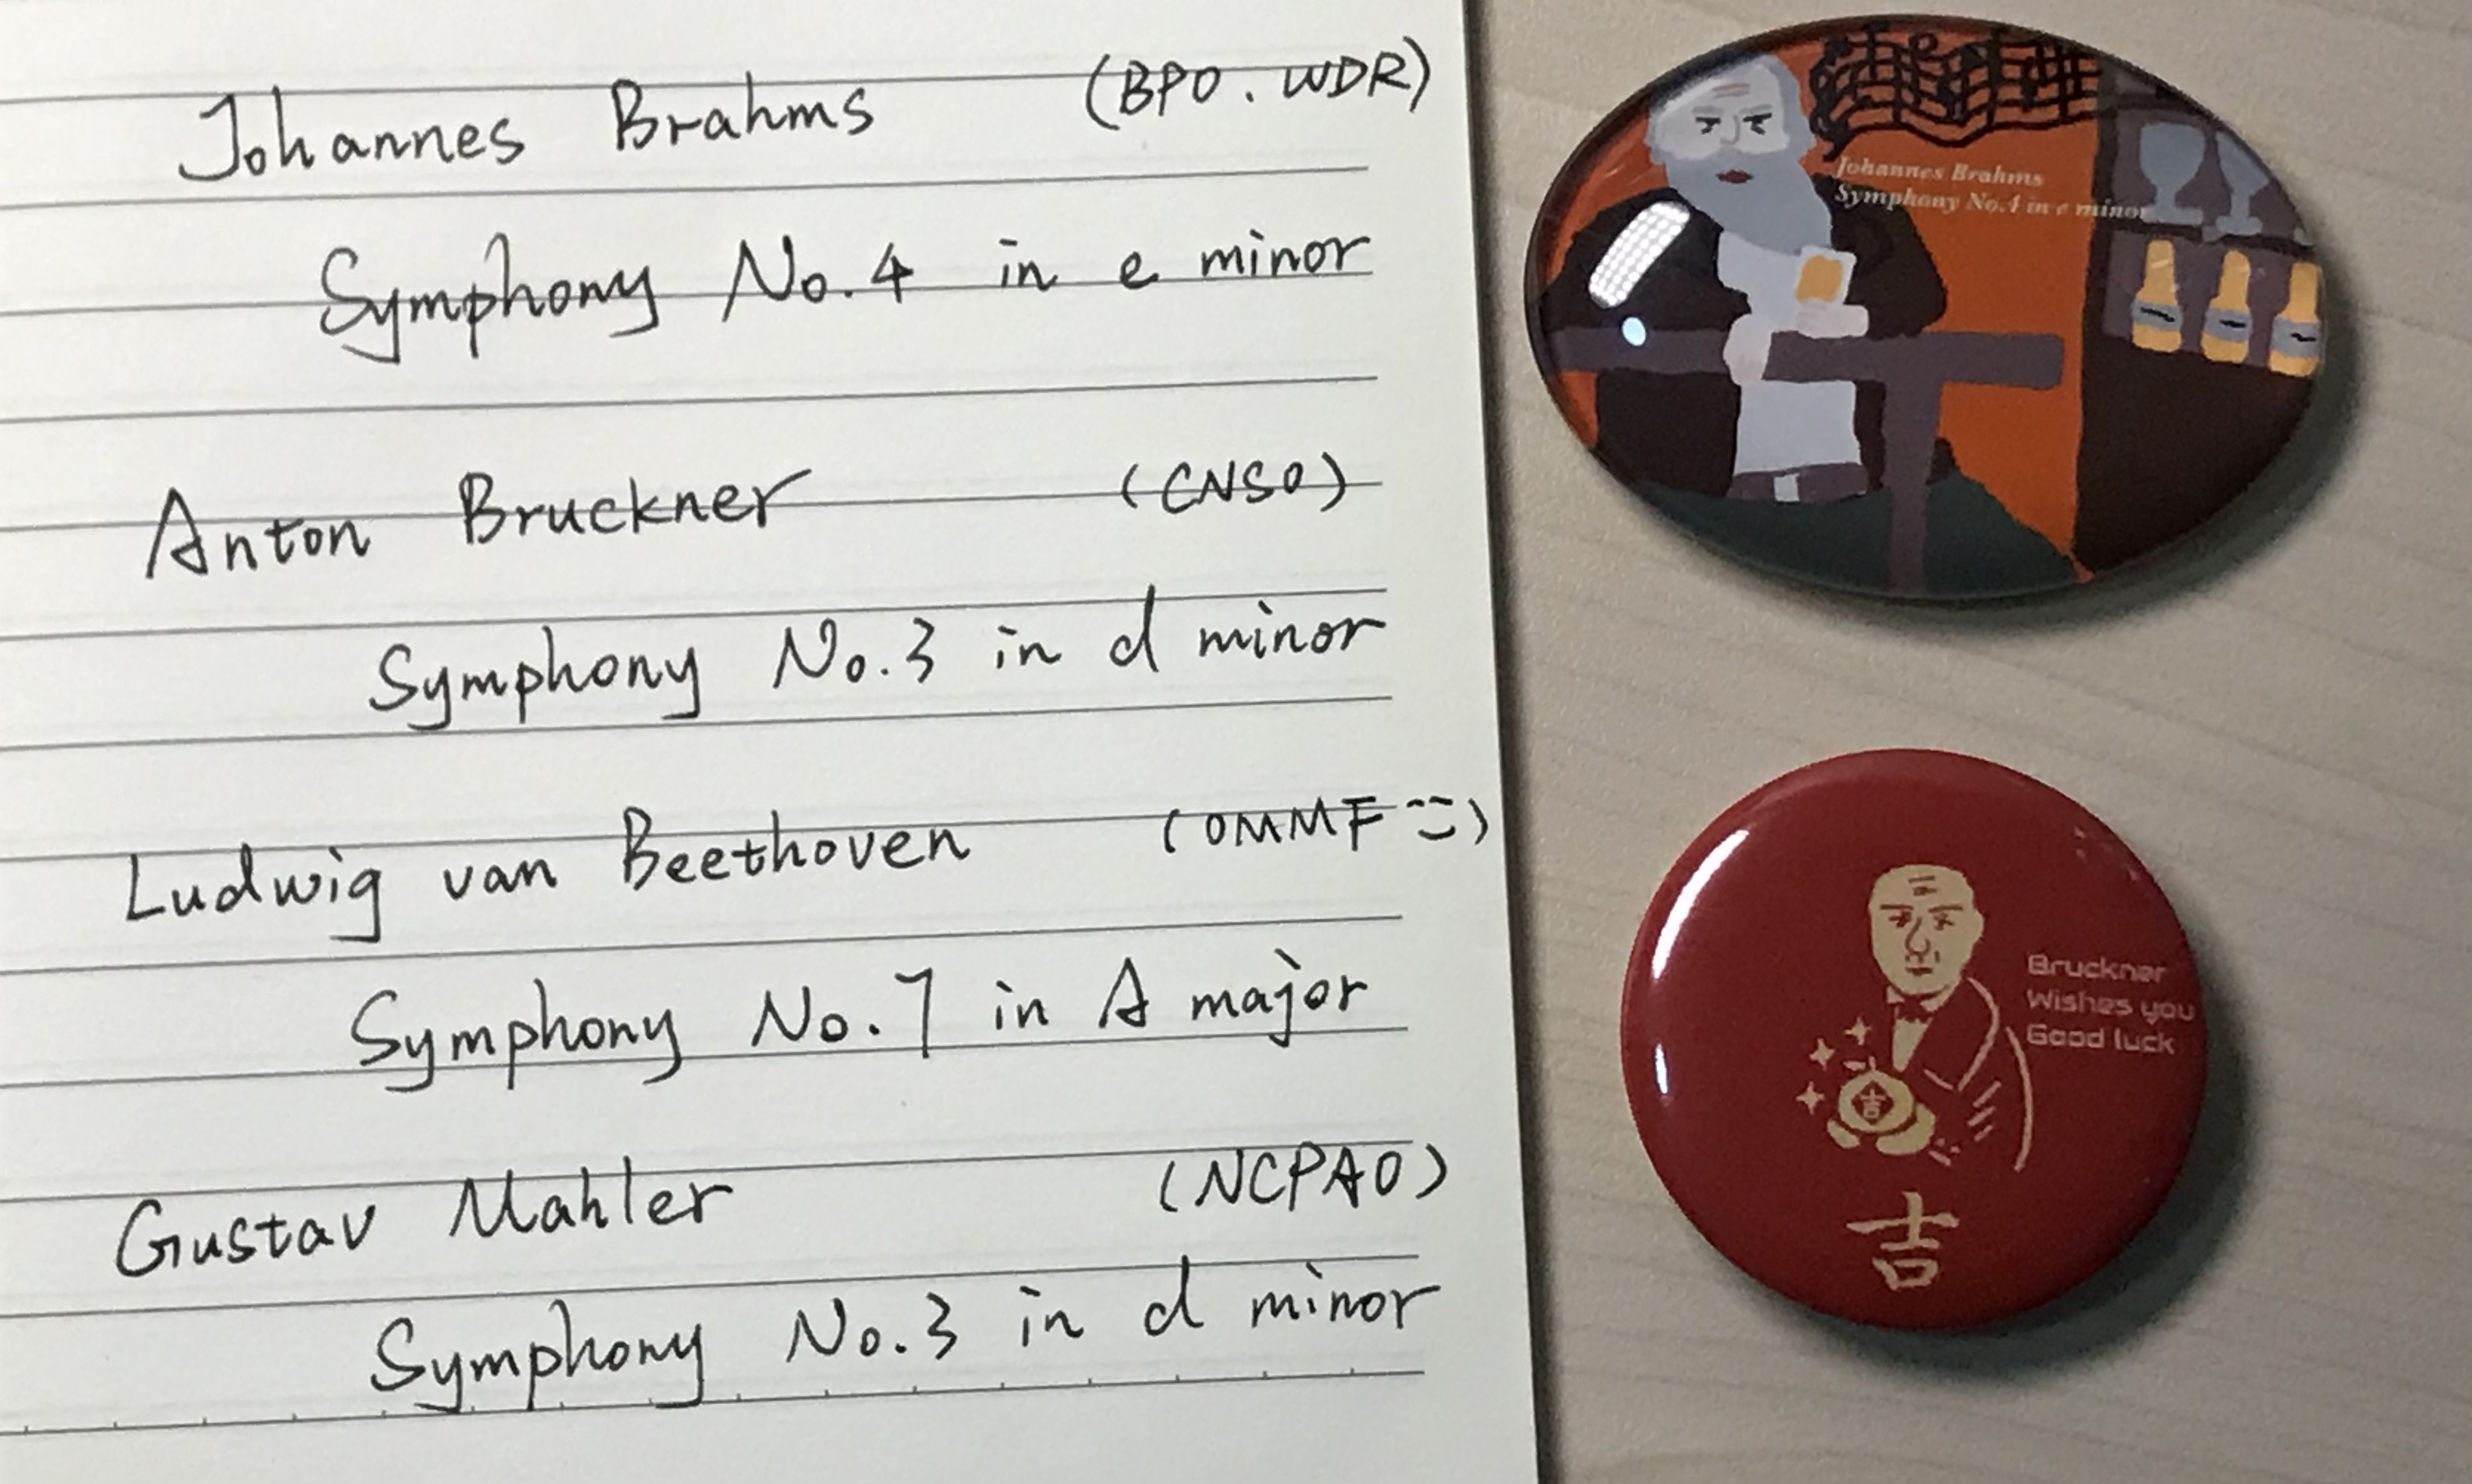 Johannes Brahms (BPO. WDR)
Symphony No.4 in e minor
Anton Bruckner (CNSO)
Symphony No.3 in d minor
Ludwig van Beethoven (OMMF :))
Symphony No.7 in A major
Gustav Mahler (NCPAO)
Symphony No.3 in d minor
Johannes Brahms
Symphony No.4 in e minor
Bruckner
Wishes you
Good luck
吉
吉